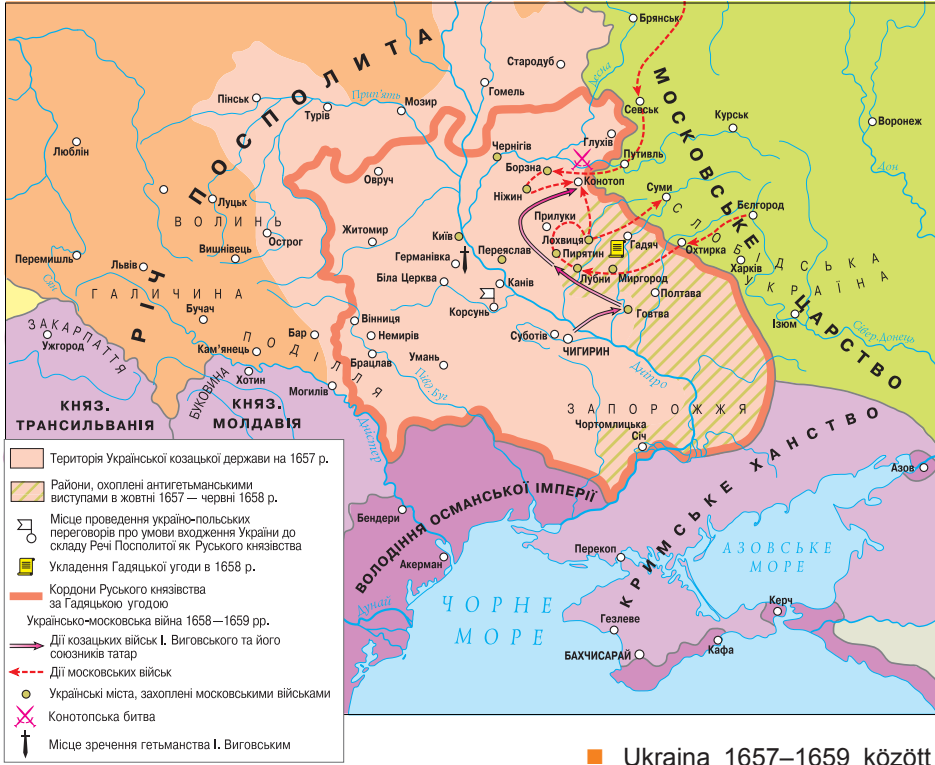 Брянськ
Стародуб
Десна
РІЧ ПОСПОЛИТА
МОСКОВСЬКЕ ЦАРСТВО
Гомель
Пінськ
Прип'ять
Мозир
Турів
Севськ
Курськ
Воронеж
Глухів
Люблін
Чернігів
Борзна
Путивль
Дон
Овруч
Конотоп
Ніжин
Суми
Луцьк
Бєлгород
ВОЛИНЬ
Прилуки
СЛОБІДСЬКА УКРАЇНА
Острог
Житомир
Київ
Лохвиця
Гадяч
Вишнівець
Переяслав
Пирятин
Охтирка
Харків
Перемишль
Львів
Германівка
Сян
Біла Церква
Канів
Лубни
Миргород
ГАЛИЧИНА
Полтава
Корсунь
Говтва
Бучач
Вінниця
Ізюм
ЗАКАРПАТТЯ
Бар
Немирів
Суботів
Сівер. Донець
Ужгород
ПОДІЛЛЯ
Кам'янець
Брацлав
Умань
ЧИГИРИН
Хотин
Півд. Буг
Дніпро
БУКОВИНА
Могилів
КНЯЗ.
ТРАНСИЛЬВАНІЯ
КНЯЗ.
МОЛДАВІЯ
ЗАПОРОЖЖЯ
Чортомлицька
Січ
Дністер
КРИМСЬКЕ ХАНСТВО
Азов
ВОЛОДІННЯ ОСМАНСЬКОЇ ІМПЕРІЇ
Бендери
Акерман
Перекоп
АЗОВСЬКЕ
МОРЕ
Дунай
ЧОРНЕ
МОРЕ
Гезлеве
Керч
БАХЧИСАРАЙ
Кафа
Територія Української козацької держави на 1657 р.
Райони, охоплені антигетьманськими
виступами в жовтні 1657 — червні 1658 р.
Місце проведення україно-польських
переговорів про умови входження України до
складу Речі Посполитої як Руського князівства
Укладення Гадяцької угоди в 1658 р.
Кордони Руського князівства
за Гадяцькою угодою
Українсько-московська війна 1658—1659 рр.
Дії козацьких військ І. Виговського та його
союзників татар
Дії московських військ
Українські міста, захоплені московськими військами
Конотопська битва
Місце зречення гетьманства І. Виговським
Ukrajna 1657–1659 között